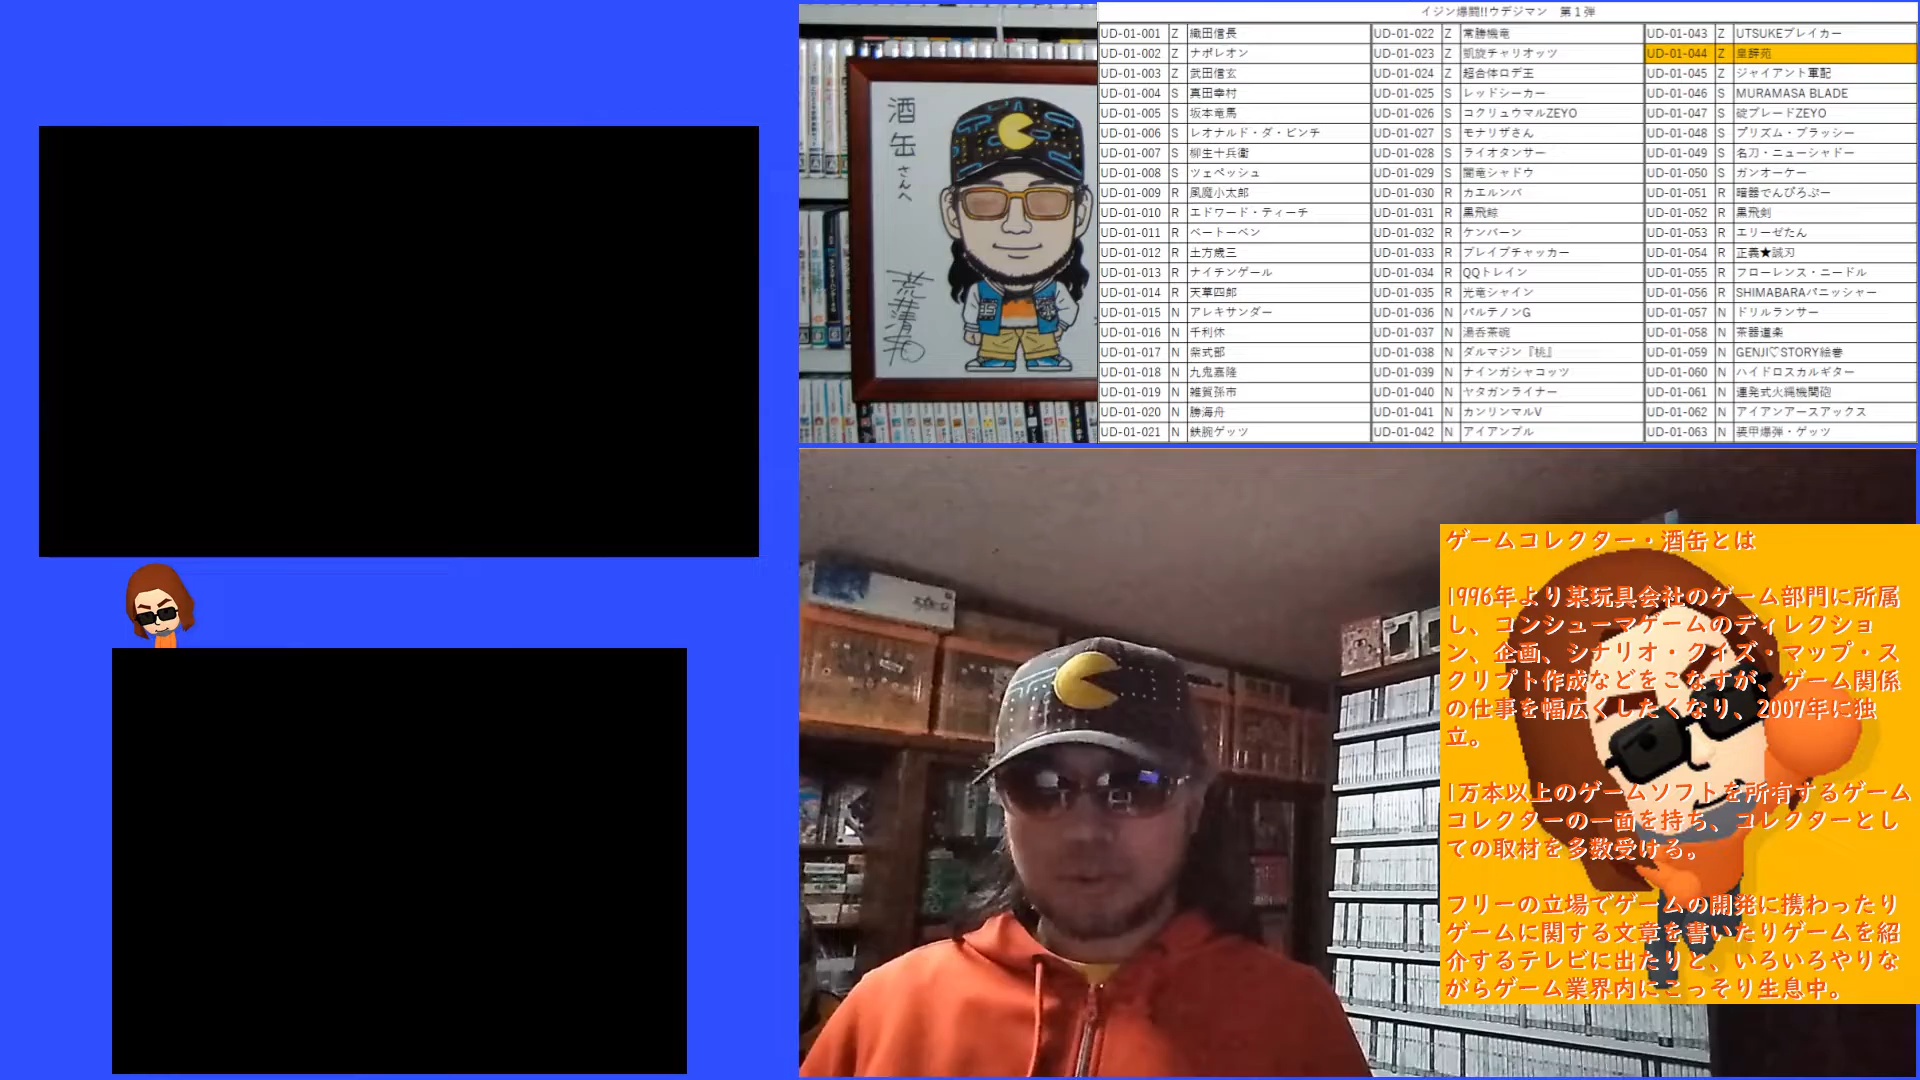 イジン爆闘!!ウデジマン　第１弾
UD-01-001 Z 織田信長
UD-01-002 Z ナポレオン
UD-01-003 Z 武田信玄
UD-01-004 S 真田幸村
UD-01-005 S 坂本竜馬
UD-01-006 S レオナルド・ダ・ビンチ
UD-01-007 S 柳生十兵衛
UD-01-008 S ツェペッシュ
UD-01-009 R 風魔小太郎
UD-01-010 R エドワード・ティーチ
UD-01-011 R ベートーベン
UD-01-012 R 土方歳三
UD-01-013 R ナイチンゲール
UD-01-014 R 天草四郎
UD-01-015 N アレキサンダー
UD-01-016 N 千利休
UD-01-017 N 紫式部
UD-01-018 N 九鬼嘉隆
UD-01-019 N 雑賀孫市
UD-01-020 N 勝海舟
UD-01-021 N 鉄腕ゲッツ
UD-01-022 Z 常勝機竜
UD-01-023 Z 凱旋チャリオッツ
UD-01-024 Z 超合体ロデ王
UD-01-025 S レッドシーカー
UD-01-026 S コクリュウマルZEYO
UD-01-027 S モナリザさん
UD-01-028 S ライオタンサー
UD-01-029 S 闇竜シャドウ
UD-01-030 R カエルンパ
UD-01-031 R 黒飛鯨
UD-01-032 R ケンバーン
UD-01-033 R ブレイブチャッカー
UD-01-034 R QQトレイン
UD-01-035 R 光竜シャイン
UD-01-036 N パルテノンG
UD-01-037 N 湯呑茶碗
UD-01-038 N ダルマジン『桃』
UD-01-039 N ナインガシャコッツ
UD-01-040 N ヤタガンライナー
UD-01-041 N カンリンマルV
UD-01-042 N アイアンブル
UD-01-043 Z UTSUKEブレイカー
UD-01-044 Z 皇辞苑
UD-01-045 Z ジャイアント軍配
UD-01-046 S MURAMASA BLADE
UD-01-047 S 碇ブレードZEYO
UD-01-048 S プリズム・ブラッシー
UD-01-049 S 名刀・ニューシャドー
UD-01-050 S ガンオーケー
UD-01-051 R 暗器でんぴろぷー
UD-01-052 R 黒飛剣
UD-01-053 R エリーゼたん
UD-01-054 R 正義★誠刃
UD-01-055 R フローレンス・ニードル
UD-01-056 R SHIMABARAパニッシャー
UD-01-057 N ドリルランサー
UD-01-058 N 茶器道楽
UD-01-059 N GENJI♡STORY絵巻
UD-01-060 N ハイドロスカルギター
UD-01-061 N 連発式火縄機関砲
UD-01-062 N アイアンアースアックス
UD-01-063 N 装甲爆弾・ゲッツ
酒缶さんへ
ゲームコレクター・酒缶とは
1996年より某玩具会社のゲーム部門に所属
し、コンシューマゲームのディレクショ
ン、企画、シナリオ・クイズ・マップ・ス
クリプト作成などをこなすが、ゲーム関係
の仕事を幅広くしたくなり、2007年に独
立。
1万本以上のゲームソフトを所有するゲーム
コレクターの一面を持ち、コレクターとし
ての取材を多数受ける。
フリーの立場でゲームの開発に携わったり
ゲームに関する文章を書いたりゲームを紹
介するテレビに出たりと、いろいろやりな
がらゲーム業界内にこっそり生息中。